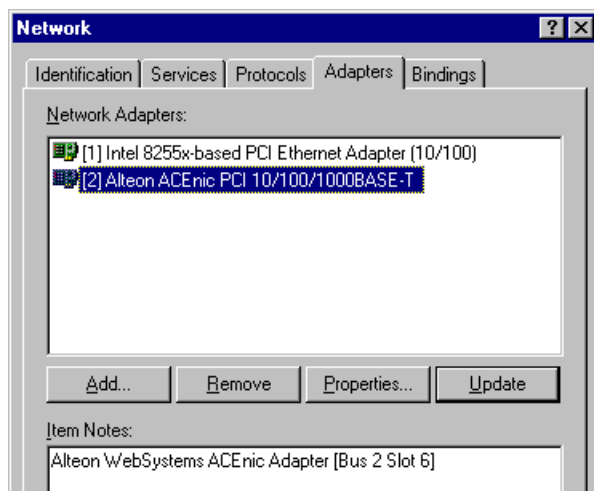 Network
Identification Services Protocols Adapters Bindings
Network Adapters:
[1] Intel 8255x-based PCI Ethernet Adapter (10/100)
[2] Alteon ACEnic PCI 10/100/1000BASE-T
Add... Remove Properties... Update
Item Notes:
Alteon WebSystems ACEnic Adapter [Bus 2 Slot 6]